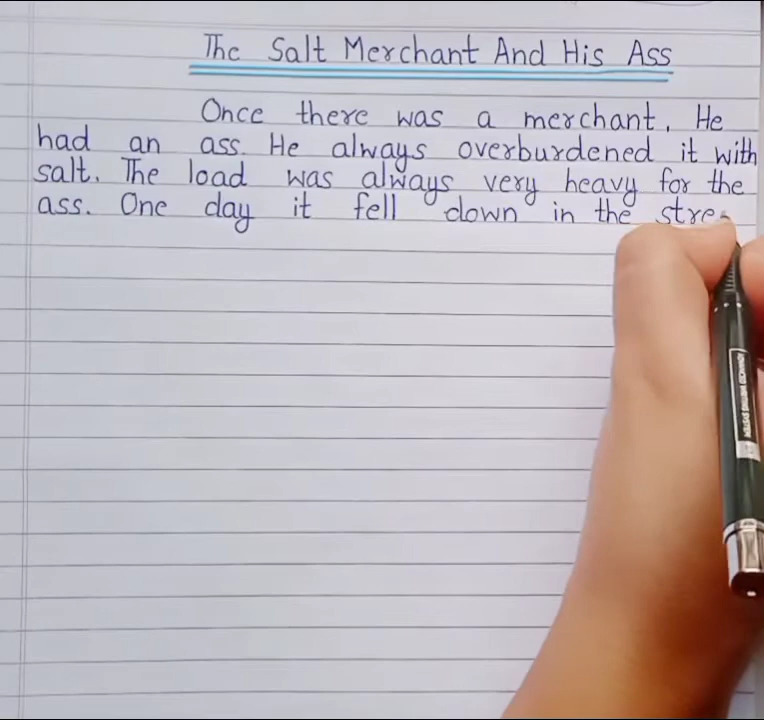 The Salt Merchant And His Ass
Once there was a merchant. He
had an ass. He always overburdened it with
salt. The load was always very heavy for the
ass. One day it fell down in the